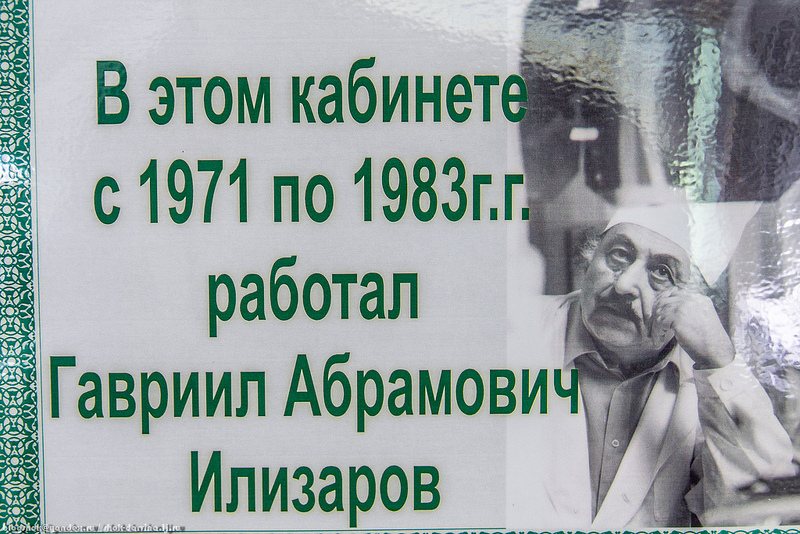 В этом кабинете
с 1971 по 1983г.г.
работал
Гавриил Абрамович
Илизаров